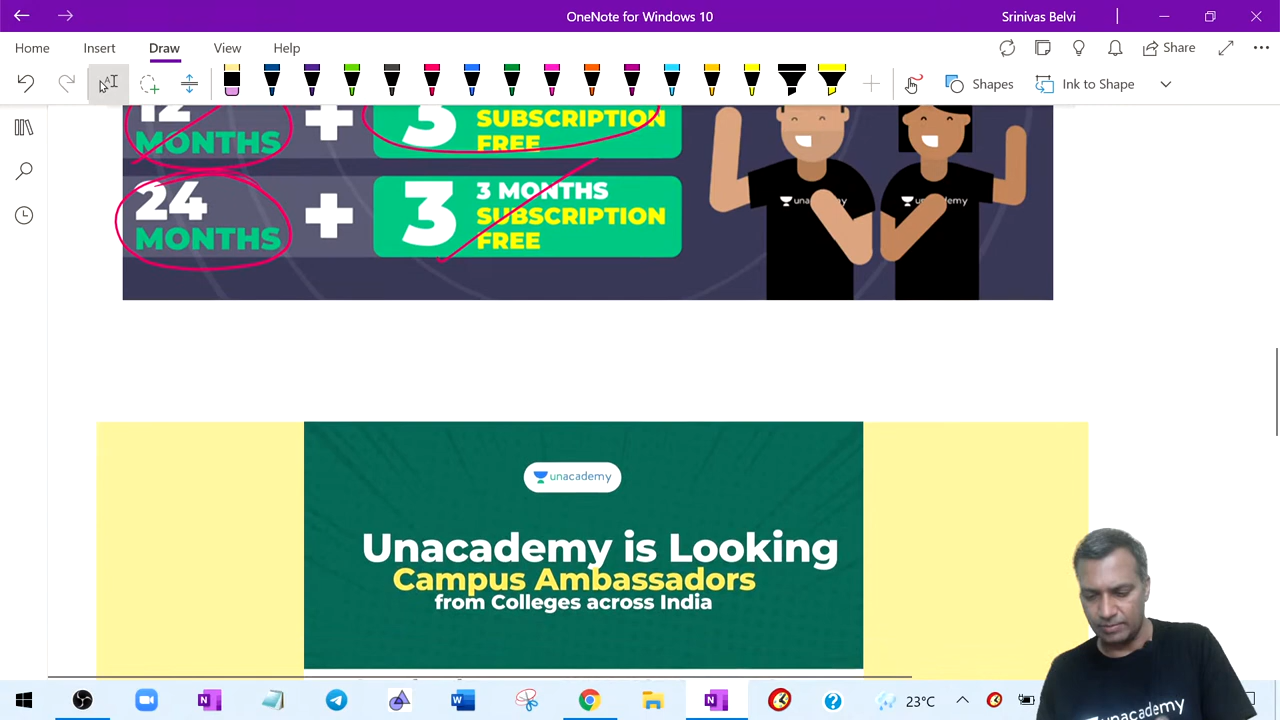 OneNote for Windows 10
Srinivas Belvi
Home
Insert
Draw
View
Help
Share
Shapes
Ink to Shape
12
MONTHS
+
3
SUBSCRIPTION
FREE
24
MONTHS
+
3
3 MONTHS
SUBSCRIPTION
FREE
unacademy
Unacademy is Looking
Campus Ambassadors
from Colleges across India
23°C
unacademy